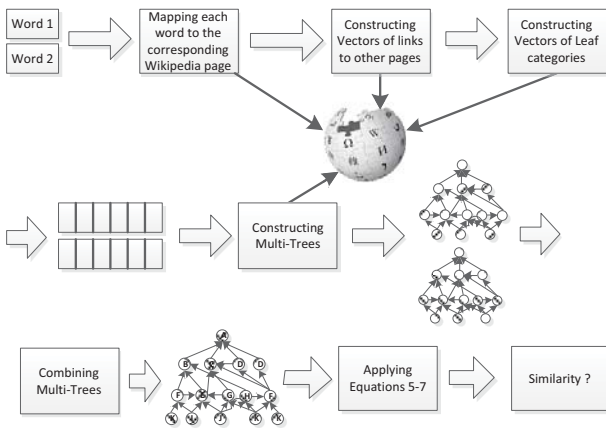 Word 1
Word 2
Mapping each
word to the
corresponding
Wikipedia page
Constructing
Vectors of links
to other pages
Constructing
Vectors of Leaf
categories
Ω
W
И
Constructing
Multi-Trees
Combining
Multi-Trees
A
B
D
D
F
G
H
F
J
K
K
Applying
Equations 5-7
Similarity ?